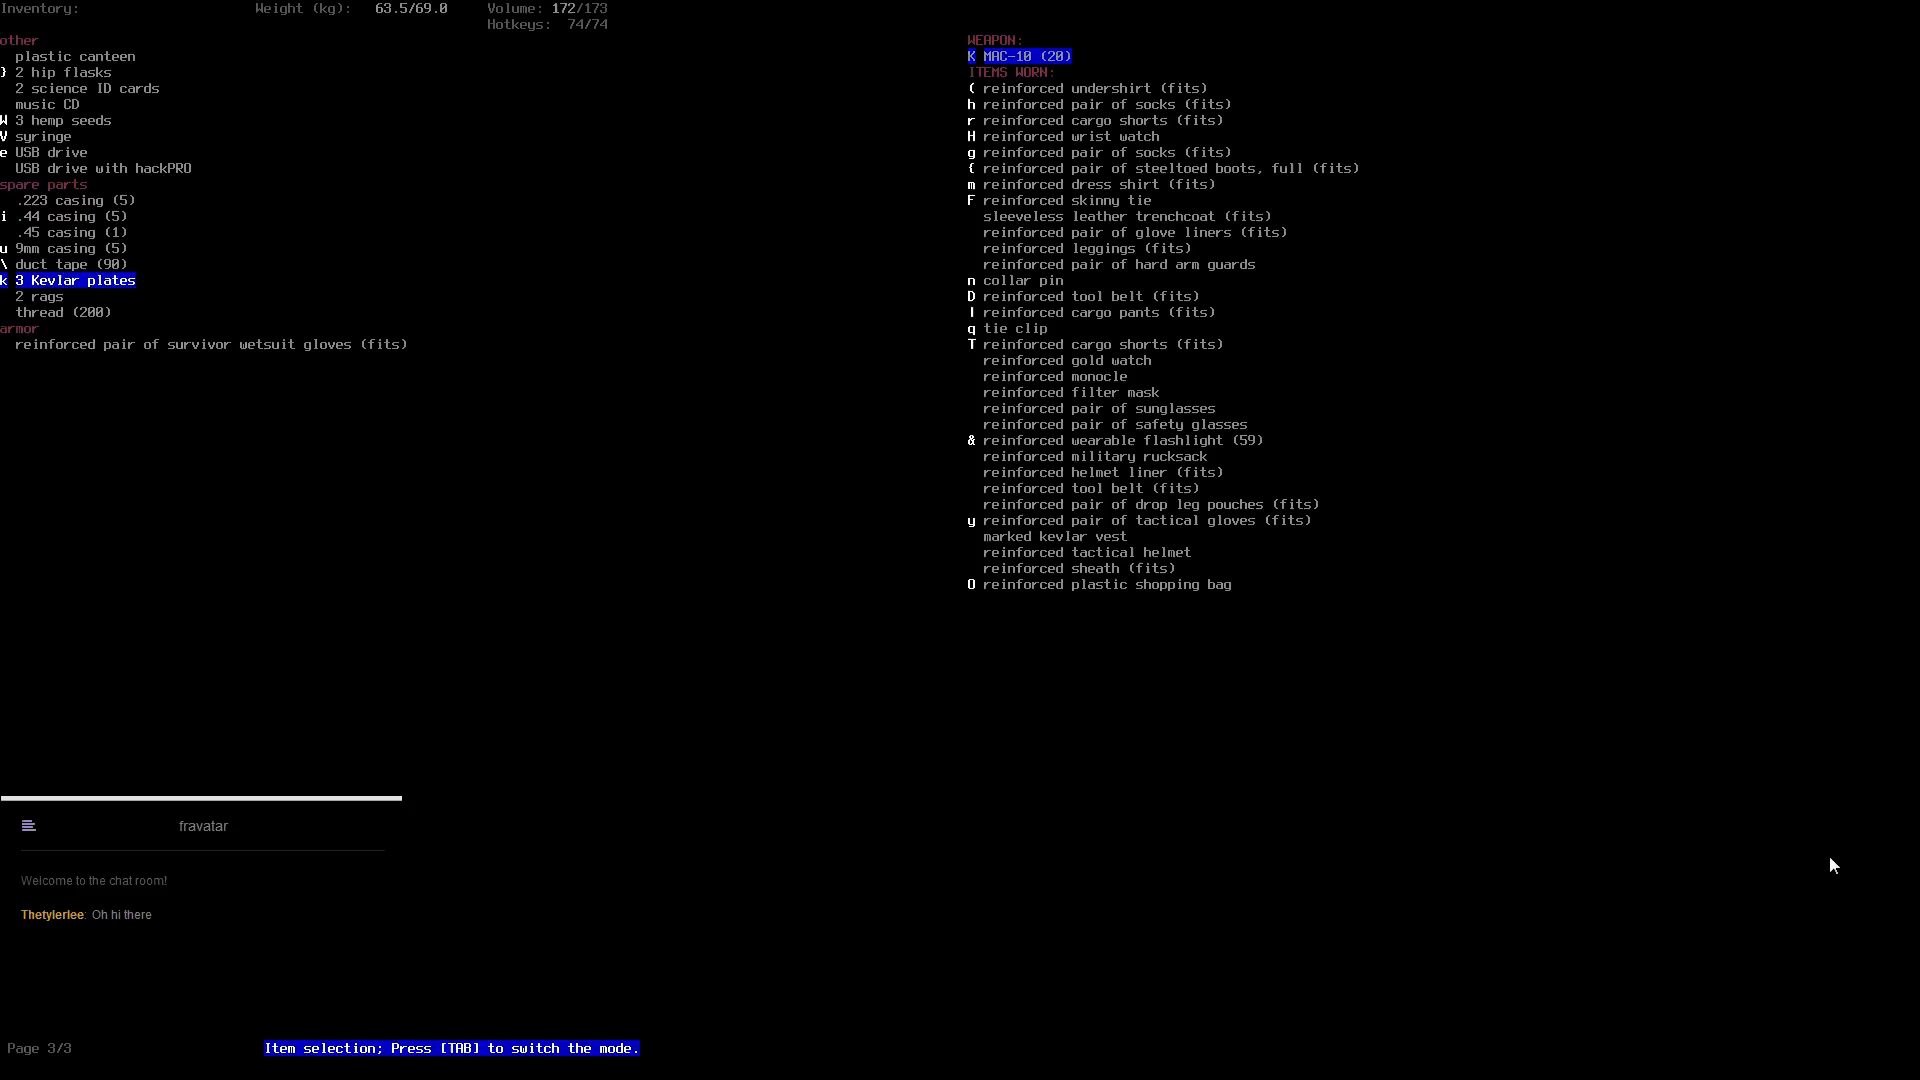 Inventory: Weight (kg): 63.5/69.0 Volume: 172/173
Hotkeys: 74/74
other
plastic canteen
} 2 hip flasks
2 science ID cards
music CD
W 3 hemp seeds
V syringe
e USB drive
USB drive with hackPRO
spare parts
.223 casing (5)
i .44 casing (5)
.45 casing (1)
u 9mm casing (5)
\ duct tape (90)
k 3 Kevlar plates
2 rags
thread (200)
armor
reinforced pair of survivor wetsuit gloves (fits)
WEAPON:
K MAC-10 (20)
ITEMS WORN:
( reinforced undershirt (fits)
h reinforced pair of socks (fits)
r reinforced cargo shorts (fits)
H reinforced wrist watch
g reinforced pair of socks (fits)
{ reinforced pair of steeltoed boots, full (fits)
m reinforced dress shirt (fits)
F reinforced skinny tie
sleeveless leather trenchcoat (fits)
reinforced pair of glove liners (fits)
reinforced leggings (fits)
reinforced pair of hard arm guards
n collar pin
D reinforced tool belt (fits)
I reinforced cargo pants (fits)
q tie clip
T reinforced cargo shorts (fits)
reinforced gold watch
reinforced monocle
reinforced filter mask
reinforced pair of sunglasses
reinforced pair of safety glasses
& reinforced wearable flashlight (59)
reinforced military rucksack
reinforced helmet liner (fits)
reinforced tool belt (fits)
reinforced pair of drop leg pouches (fits)
y reinforced pair of tactical gloves (fits)
marked kevlar vest
reinforced tactical helmet
reinforced sheath (fits)
O reinforced plastic shopping bag
fravatar
Welcome to the chat room!
Thetylerlee: Oh hi there
Page 3/3 Item selection; Press [TAB] to switch the mode.